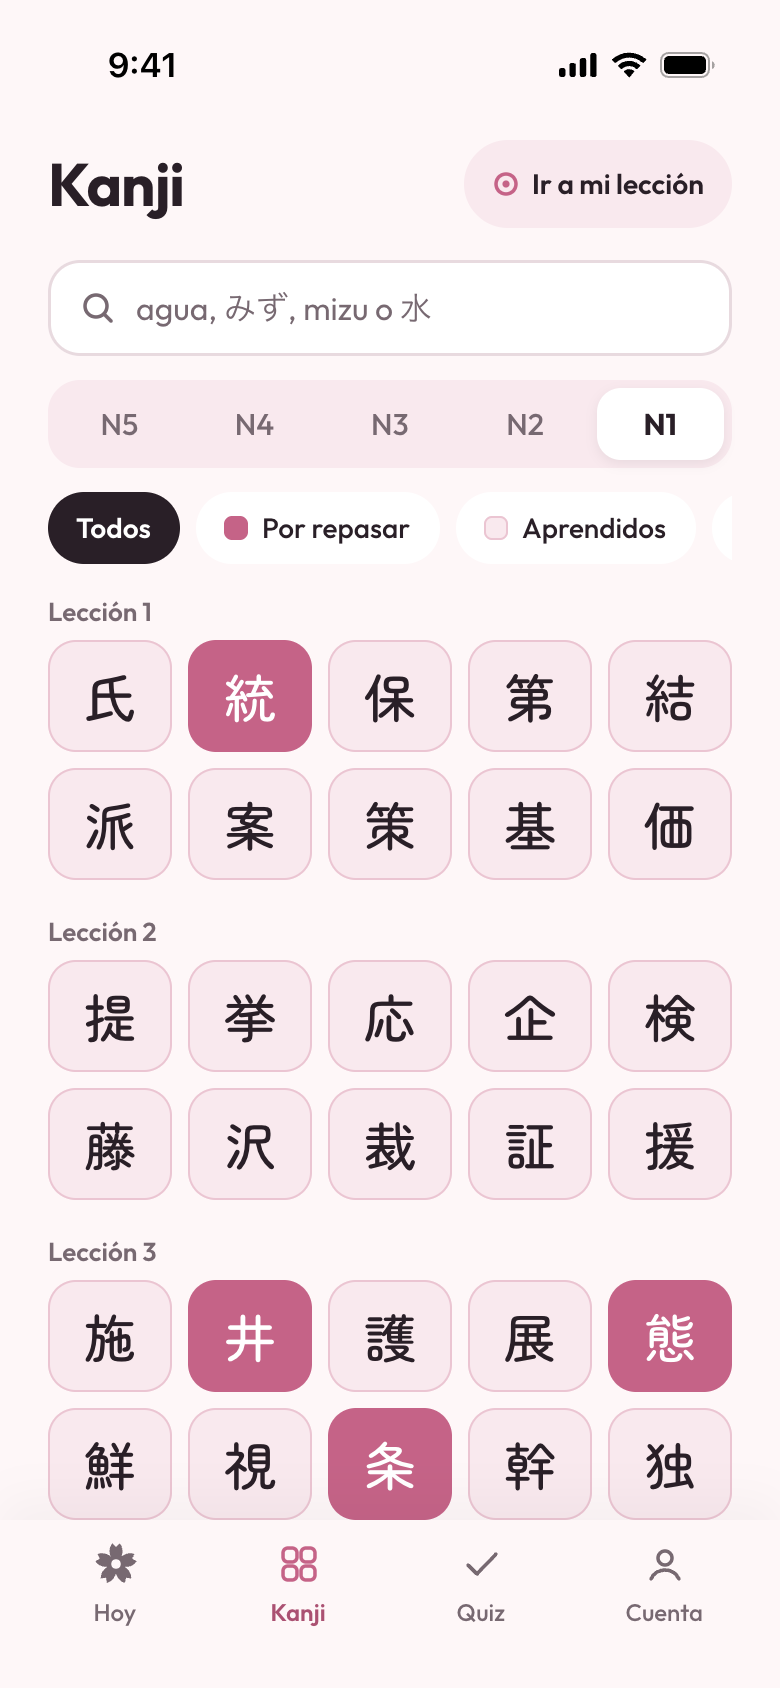 9:41
Kanji
Ir a mi lección
agua, みず, mizu o 水
N5 N4 N3 N2 N1
Todos Por repasar Aprendidos
Lección 1
氏 統 保 第 結
派 案 策 基 価
Lección 2
提 挙 応 企 検
藤 沢 裁 証 援
Lección 3
施 井 護 展 態
鮮 視 条 幹 独
Hoy Kanji Quiz Cuenta